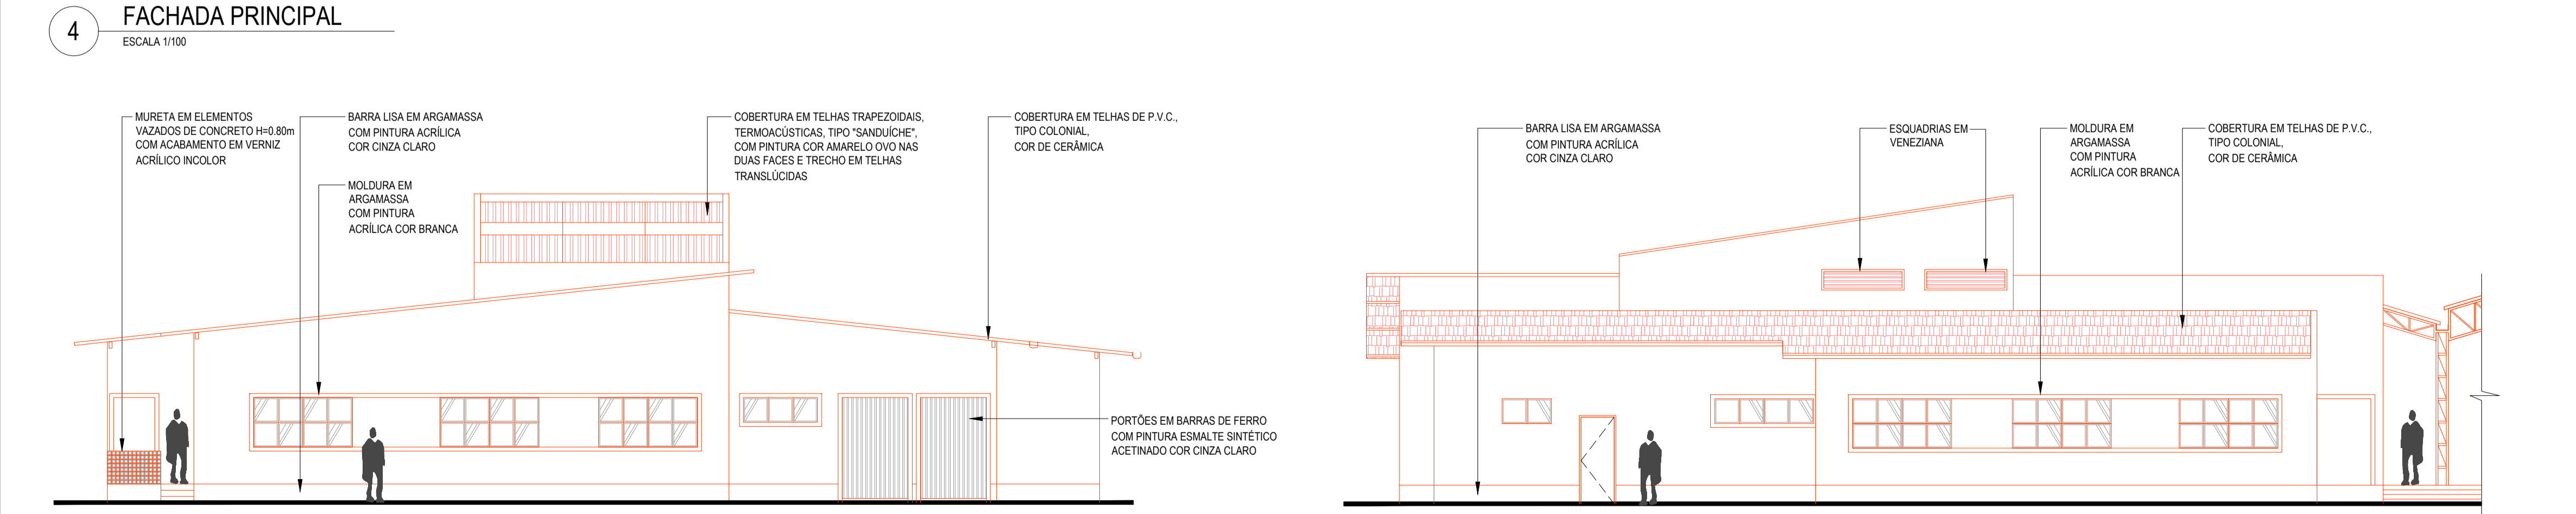 4
FACHADA PRINCIPAL
ESCALA 1/100
MURETA EM ELEMENTOS
VAZADOS DE CONCRETO H=0.80m
COM ACABAMENTO EM VERNIZ
ACRÍLICO INCOLOR
BARRA LISA EM ARGAMASSA
COM PINTURA ACRÍLICA
COR CINZA CLARO
MOLDURA EM
ARGAMASSA
COM PINTURA
ACRÍLICA COR BRANCA
COBERTURA EM TELHAS TRAPEZOIDAIS,
TERMOACÚSTICAS, TIPO "SANDUÍCHE",
COM PINTURA COR AMARELO OVO NAS
DUAS FACES E TRECHO EM TELHAS
TRANSLÚCIDAS
COBERTURA EM TELHAS DE P.V.C.,
TIPO COLONIAL,
COR DE CERÂMICA
PORTÕES EM BARRAS DE FERRO
COM PINTURA ESMALTE SINTÉTICO
ACETINADO COR CINZA CLARO
BARRA LISA EM ARGAMASSA
COM PINTURA ACRÍLICA
COR CINZA CLARO
ESQUADRIAS EM
VENEZIANA
MOLDURA EM
ARGAMASSA
COM PINTURA
ACRÍLICA COR BRANCA
COBERTURA EM TELHAS DE P.V.C.,
TIPO COLONIAL,
COR DE CERÂMICA